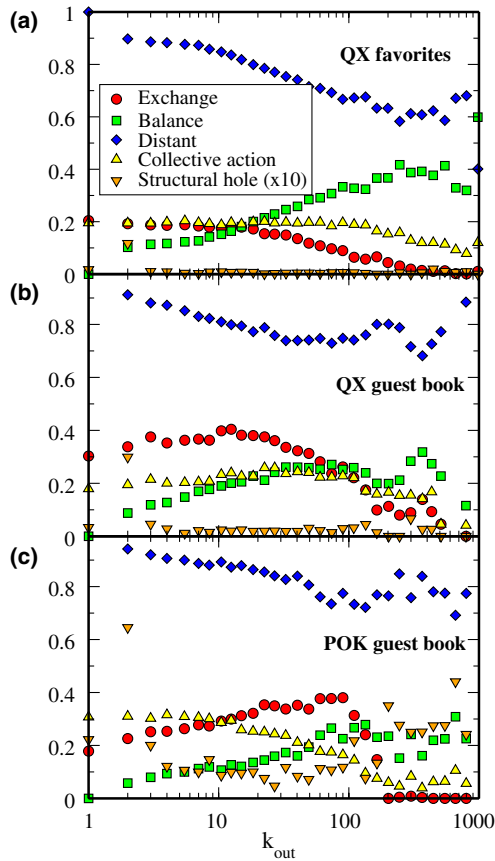 (a)
QX favorites
1
0.8
0.6
0.4
0.2
0
Exchange
Balance
Distant
Collective action
Structural hole (x10)
(b)
QX guest book
0.8
0.6
0.4
0.2
0
(c)
POK guest book
0.8
0.6
0.4
0.2
0
1 10 100 1000
k_out